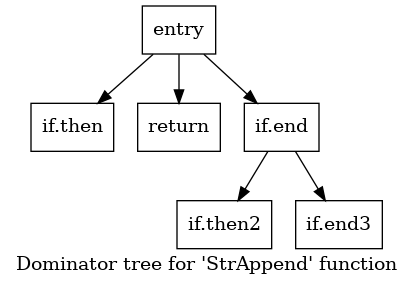 entry
if.then
return
if.end
if.then2
if.end3
Dominator tree for 'StrAppend' function